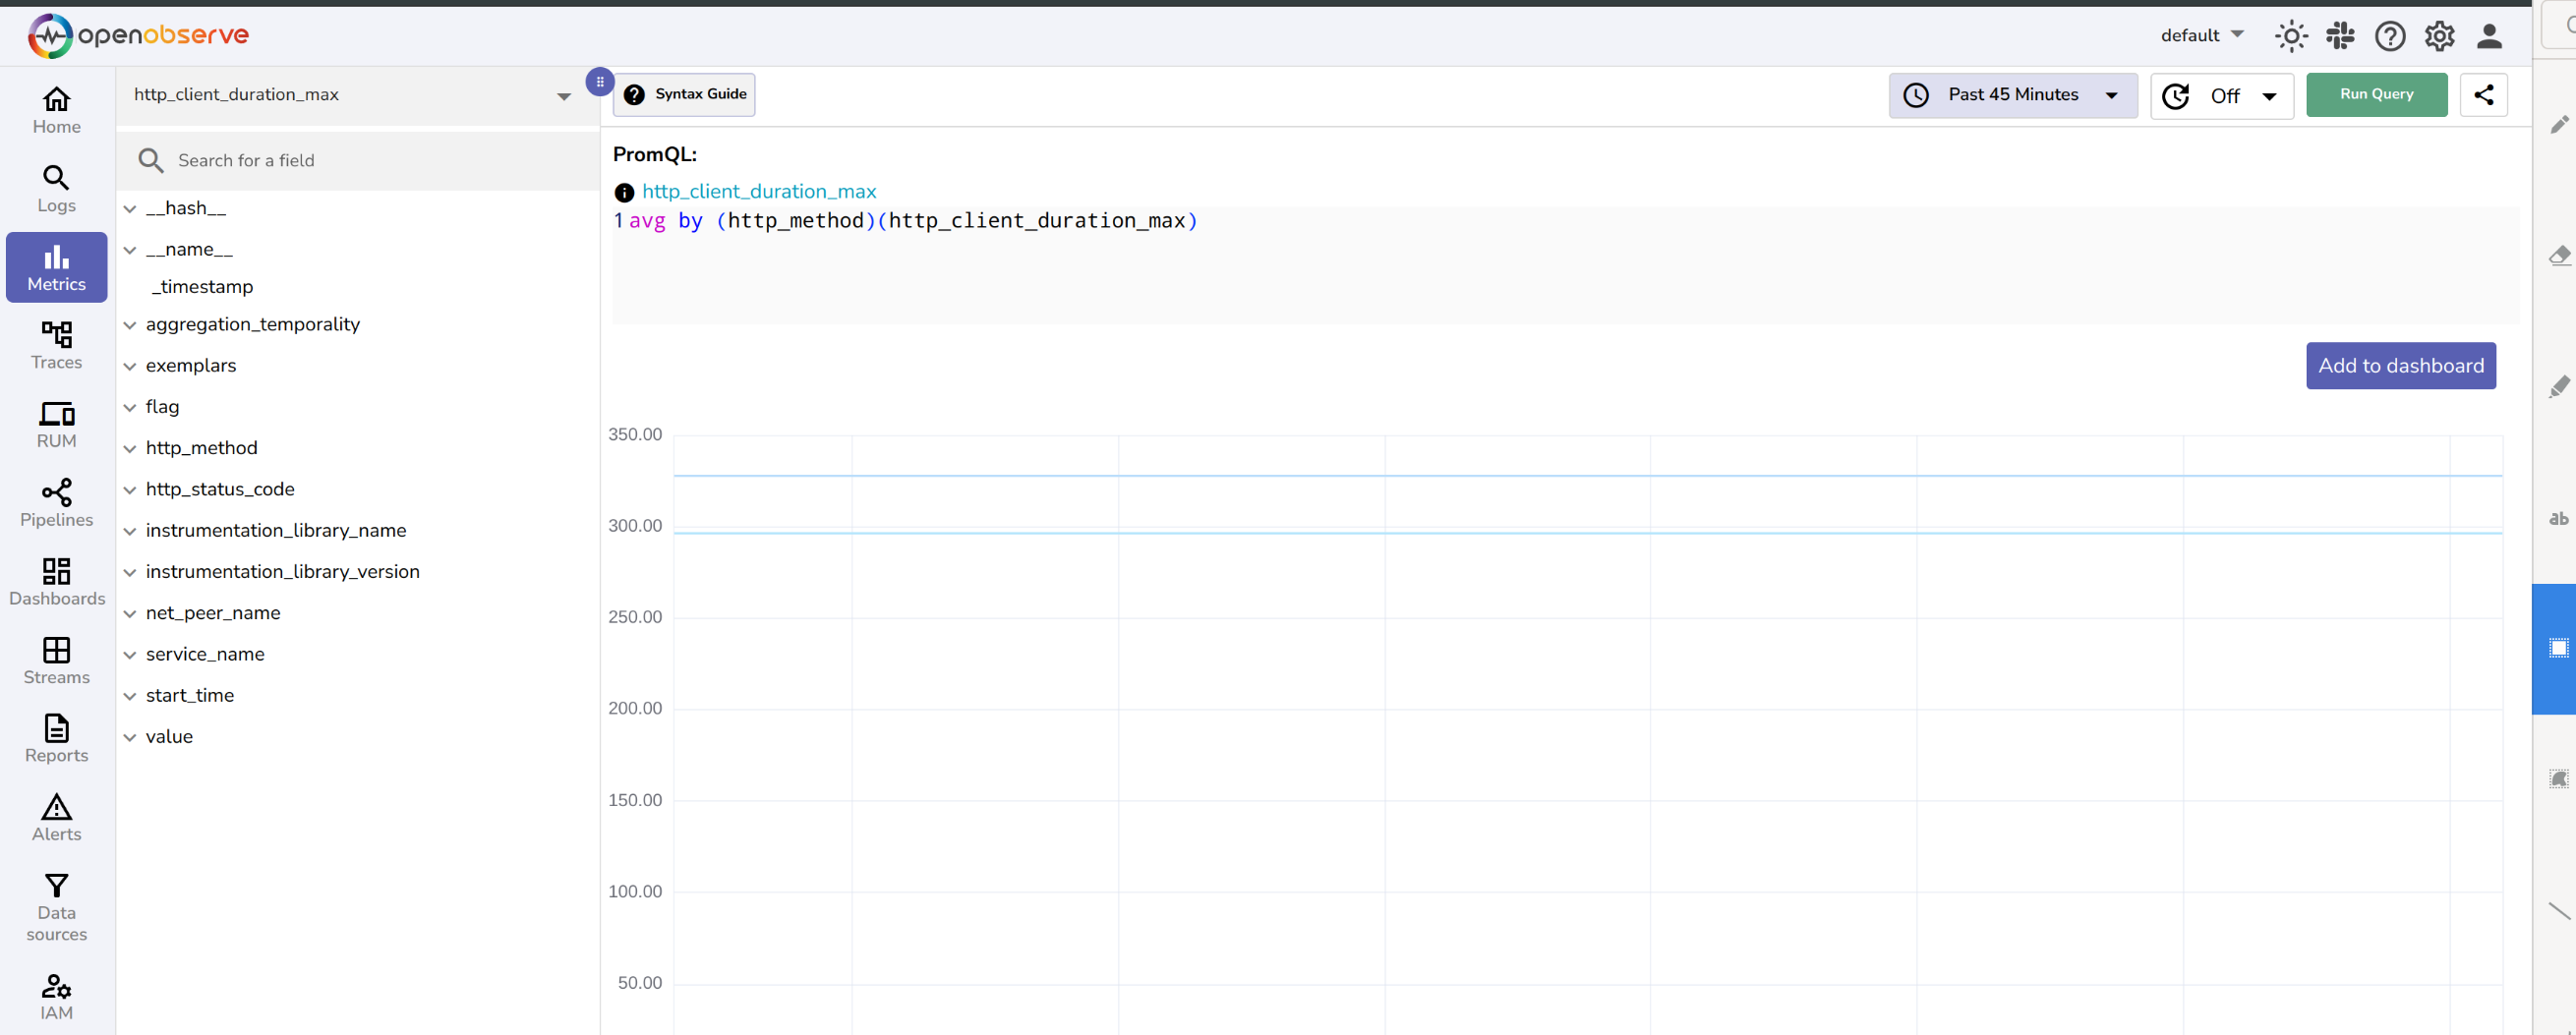 openobserve
default
Home
Logs
Metrics
Traces
RUM
Pipelines
Dashboards
Streams
Reports
Alerts
Data
sources
IAM
http_client_duration_max
Search for a field
__hash__
__name__
_timestamp
aggregation_temporality
exemplars
flag
http_method
http_status_code
instrumentation_library_name
instrumentation_library_version
net_peer_name
service_name
start_time
value
Syntax Guide
Past 45 Minutes
Off
Run Query
PromQL:
http_client_duration_max
1 avg by (http_method)(http_client_duration_max)
Add to dashboard
350.00
300.00
250.00
200.00
150.00
100.00
50.00
ab